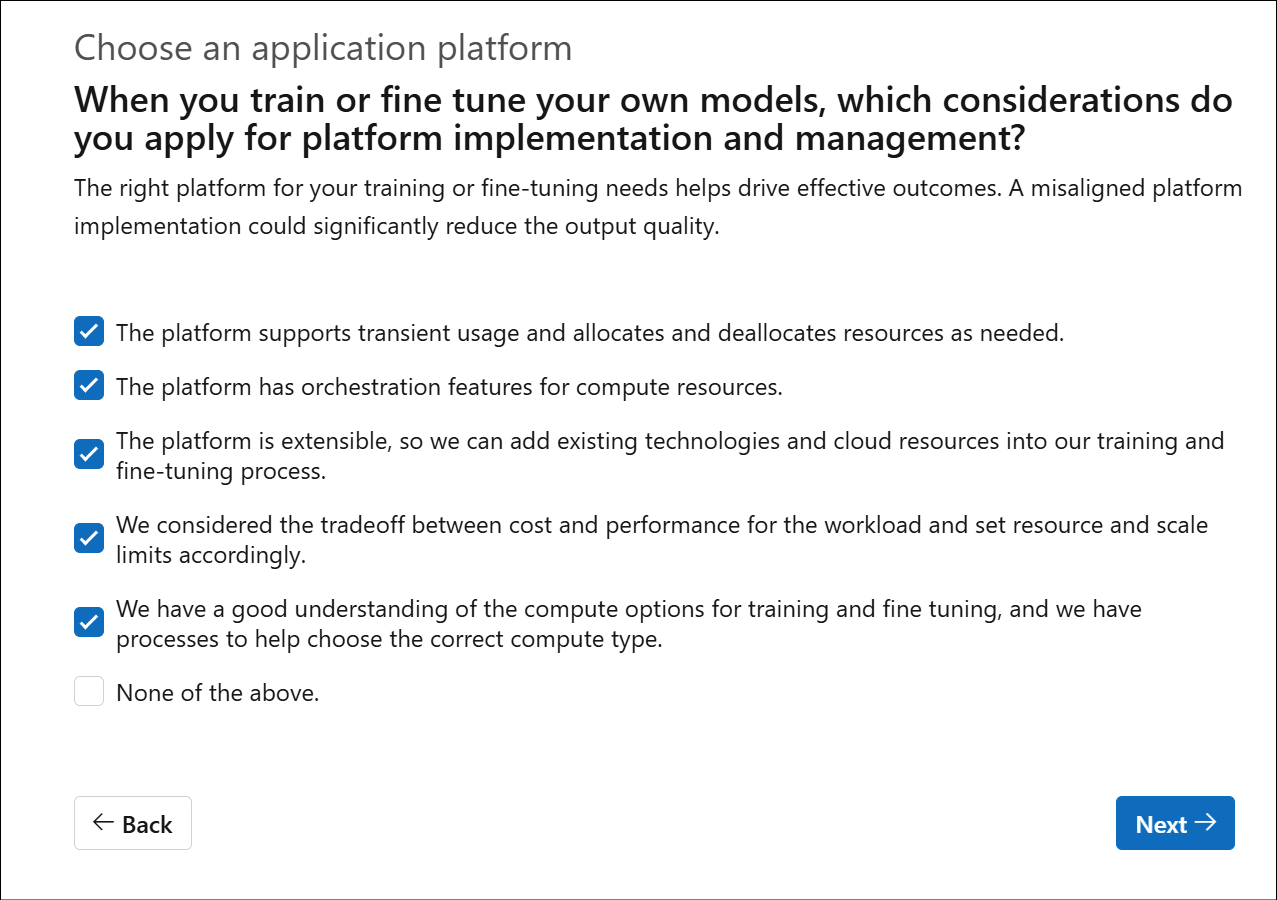 Choose an application platform
When you train or fine tune your own models, which considerations do
you apply for platform implementation and management?
The right platform for your training or fine-tuning needs helps drive effective outcomes. A misaligned platform
implementation could significantly reduce the output quality.
The platform supports transient usage and allocates and deallocates resources as needed.
The platform has orchestration features for compute resources.
The platform is extensible, so we can add existing technologies and cloud resources into our training and
fine-tuning process.
We considered the tradeoff between cost and performance for the workload and set resource and scale
limits accordingly.
We have a good understanding of the compute options for training and fine tuning, and we have
processes to help choose the correct compute type.
None of the above.
← Back
Next →